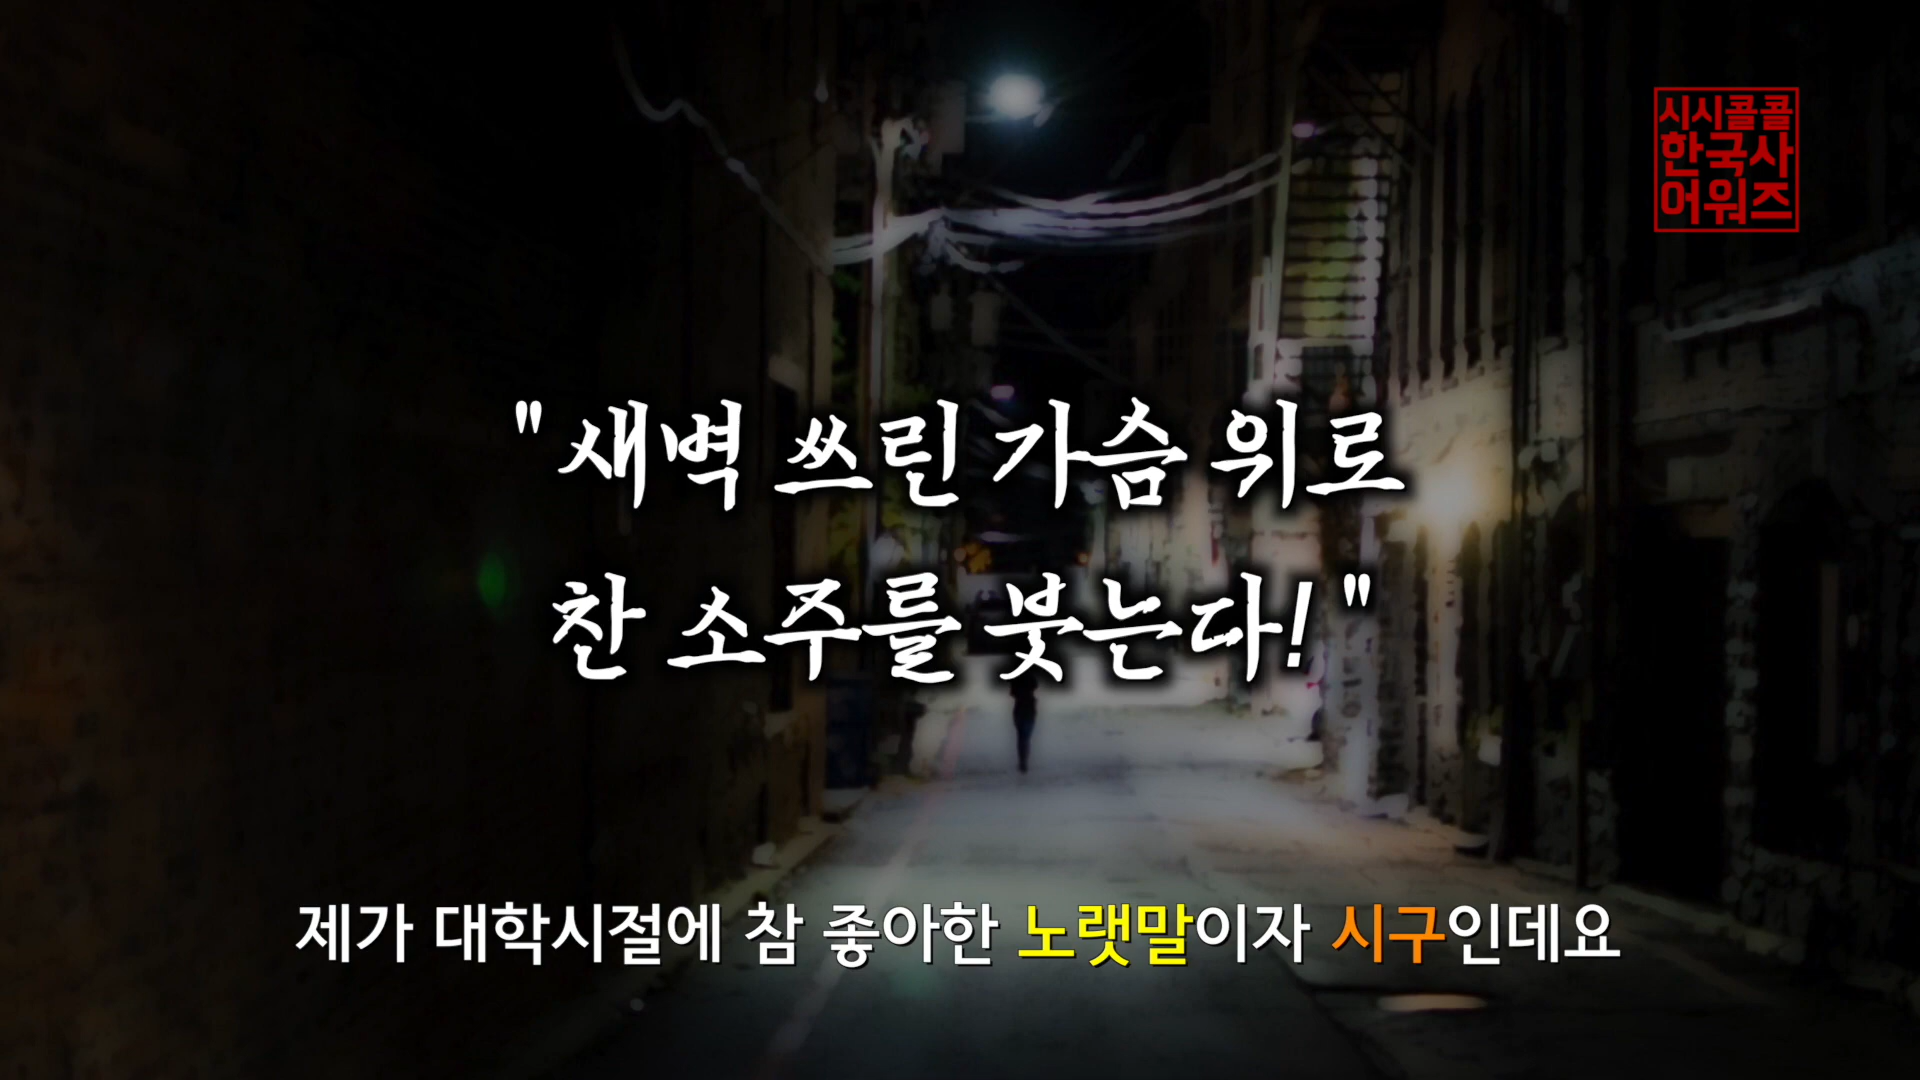 시시콜콜
한국사
어워즈
"새벽 쓰린 가슴 위로
찬 소주를 붓는다!"
제가 대학시절에 참 좋아한 노랫말이자 시구인데요